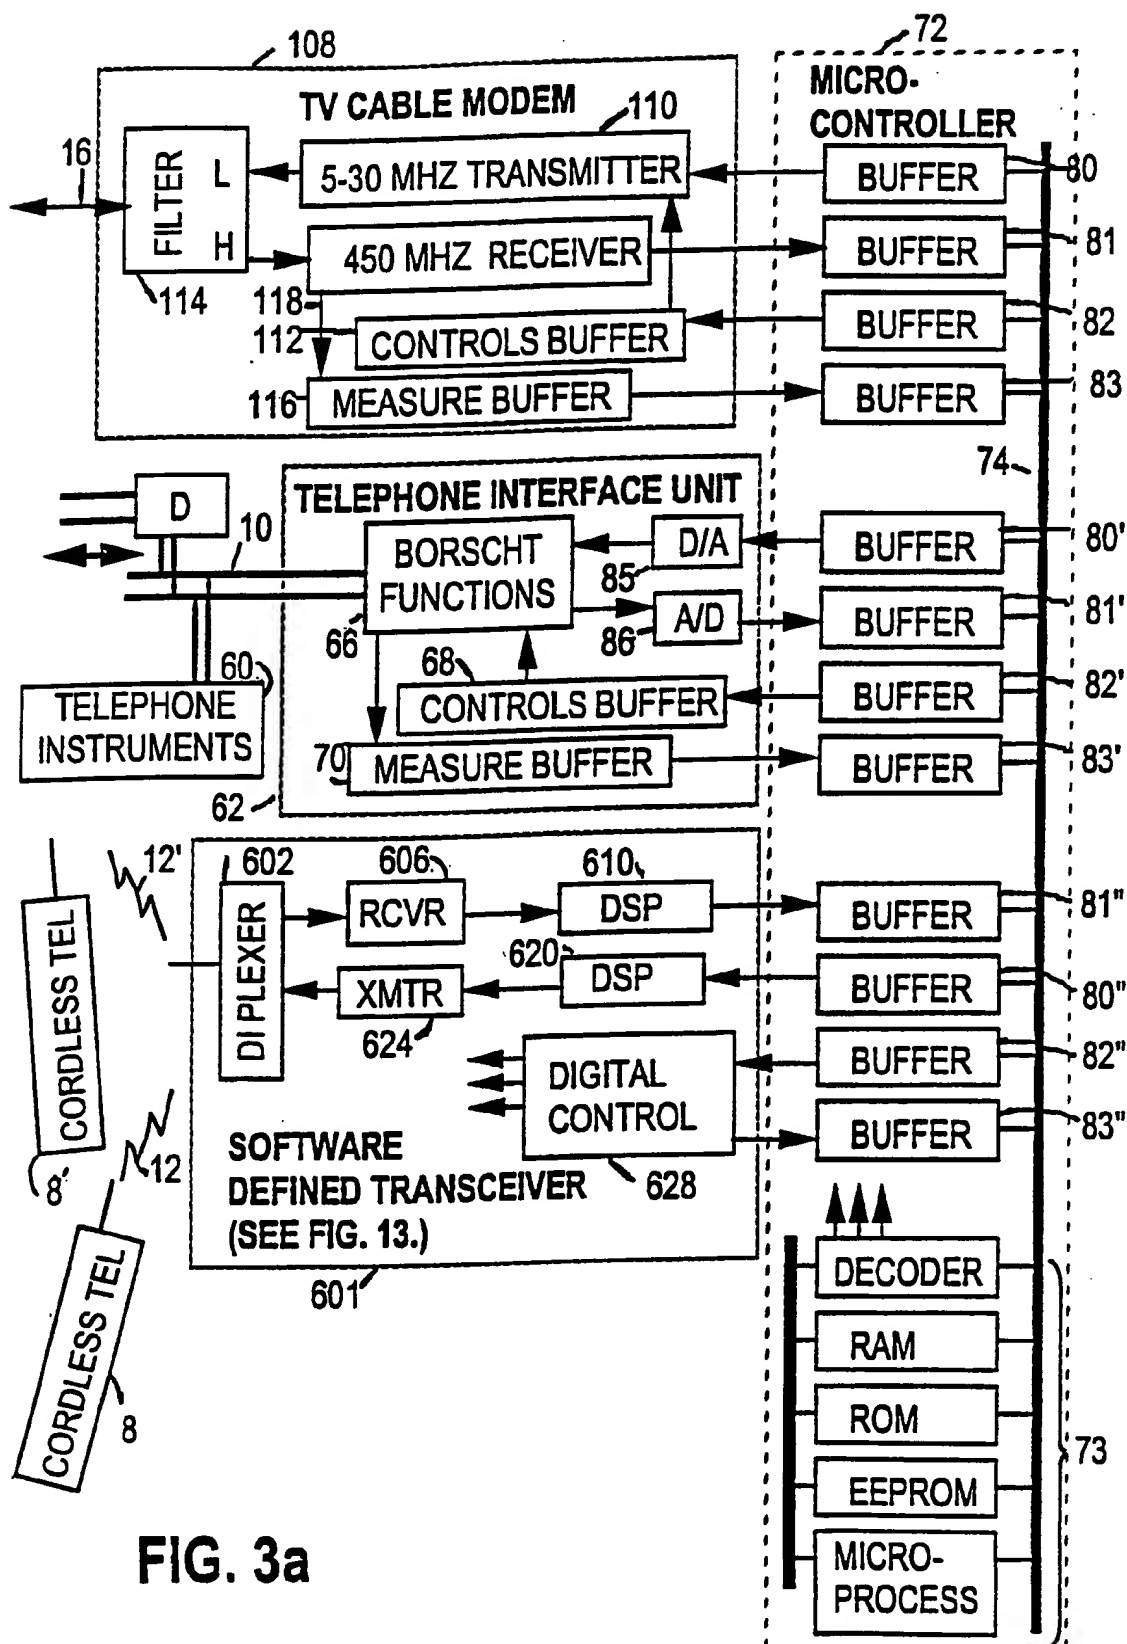 108
72
TV CABLE MODEM
MICRO-
CONTROLLER
110
16
FILTER
L
H
5-30 MHZ TRANSMITTER
BUFFER
80
450 MHZ RECEIVER
BUFFER
81
114
118
112
CONTROLS BUFFER
BUFFER
82
116
MEASURE BUFFER
BUFFER
83
74
D
10
TELEPHONE INTERFACE UNIT
BORSCHT
FUNCTIONS
D/A
85
BUFFER
80'
A/D
86
BUFFER
81'
66
68
CONTROLS BUFFER
BUFFER
82'
60
TELEPHONE
INSTRUMENTS
70
MEASURE BUFFER
BUFFER
83'
62
12'
602
606
610
DIPLEXER
RCVR
DSP
BUFFER
81"
CORDLESS TEL
620
XMTR
DSP
BUFFER
80"
624
DIGITAL
CONTROL
BUFFER
82"
BUFFER
83"
8'
12
628
SOFTWARE
DEFINED TRANSCEIVER
(SEE FIG. 13.)
601
CORDLESS TEL
8
DECODER
RAM
ROM
73
EEPROM
MICRO-
PROCESS
FIG. 3a